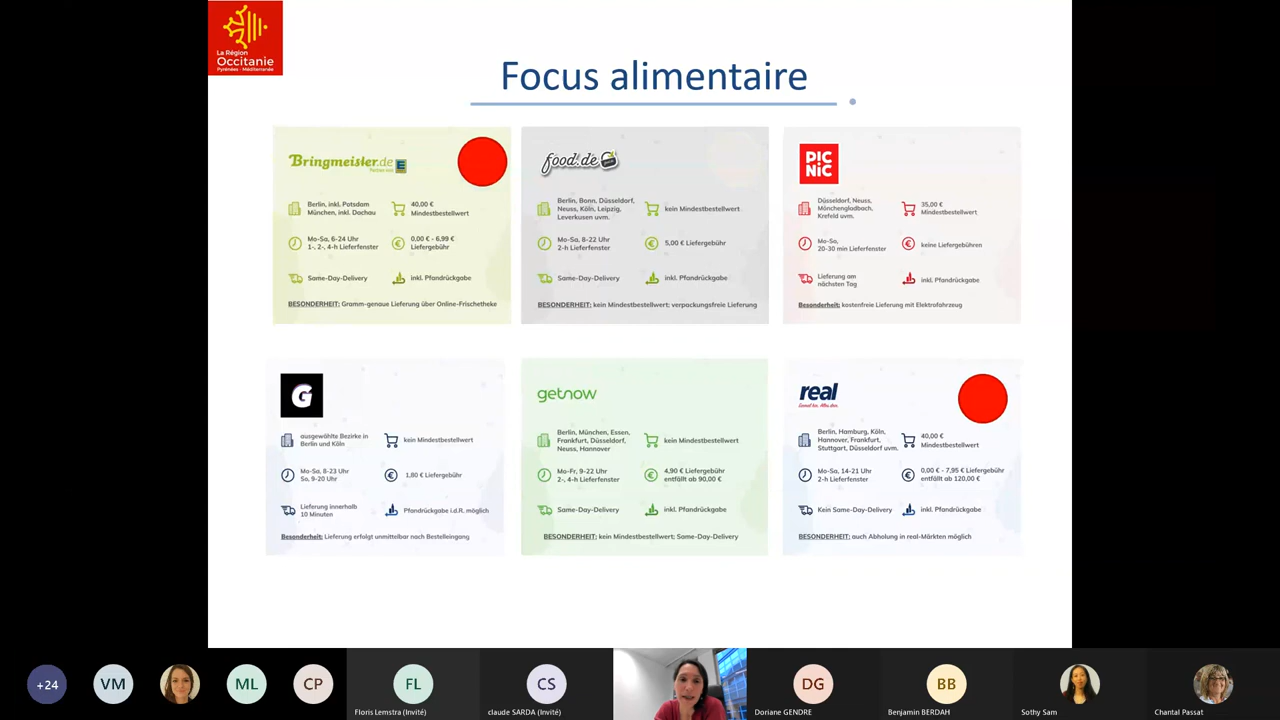 La Région
Occitanie
Pyrénées - Méditerranée
Focus alimentaire
Bringmeister.de
Berlin, inkl. Potsdam
München, inkl. Dachau
40,00 €
Mindestbestellwert
Mo-Sa, 6-24 Uhr
1-, 2-, 4-h Lieferfenster
0,00 € - 6,99 €
Liefergebühr
Same-Day-Delivery
inkl. Pfandrückgabe
BESONDERHEIT: Gramm-genaue Lieferung über Online-Frischetheke
food.de
Berlin, Bonn, Düsseldorf,
Neuss, Köln, Leipzig,
Leverkusen uvm.
kein Mindestbestellwert
Mo-Sa, 8-22 Uhr
2-h Lieferfenster
5,00 € Liefergebühr
Same-Day-Delivery
inkl. Pfandrückgabe
BESONDERHEIT: kein Mindestbestellwert; verpackungsfreie Lieferung
PIC
NIC
Düsseldorf, Neuss,
Mönchengladbach,
Krefeld uvm.
35,00 €
Mindestbestellwert
Mo-Sa,
20-30 min Lieferfenster
keine Liefergebühren
Lieferung am
nächsten Tag
inkl. Pfandrückgabe
Besonderheit: kostenfreie Lieferung mit Elektrofahrzeug
G
ausgewählte Bezirke in
Berlin und Köln
kein Mindestbestellwert
Mo-Sa, 8-23 Uhr
So, 9-20 Uhr
1,80 € Liefergebühr
Lieferung innerhalb
10 Minuten
Pfandrückgabe i.d.R. möglich
Besonderheit: Lieferung erfolgt unmittelbar nach Bestelleingang
getnow
Berlin, München, Essen,
Frankfurt, Düsseldorf,
Neuss, Hannover
kein Mindestbestellwert
Mo-Fr, 9-22 Uhr
2-, 4-h Lieferfenster
4,90 € Liefergebühr
entfällt ab 90,00 €
Same-Day-Delivery
inkl. Pfandrückgabe
BESONDERHEIT: kein Mindestbestellwert; Same-Day-Delivery
real
Berlin, Hamburg, Köln,
Hannover, Frankfurt,
Stuttgart, Düsseldorf uvm.
40,00 €
Mindestbestellwert
Mo-Sa, 14-21 Uhr
2-h Lieferfenster
0,00 € - 7,95 € Liefergebühr
entfällt ab 120,00 €
Kein Same-Day-Delivery
inkl. Pfandrückgabe
BESONDERHEIT: auch Abholung in real-Märkten möglich
+24
VM
ML
CP
FL
Floris Lemstra (Invité)
CS
claude SARDA (Invité)
DG
Doriane GENDRE
BB
Benjamin BERDAH
Sothy Sam
Chantal Passat